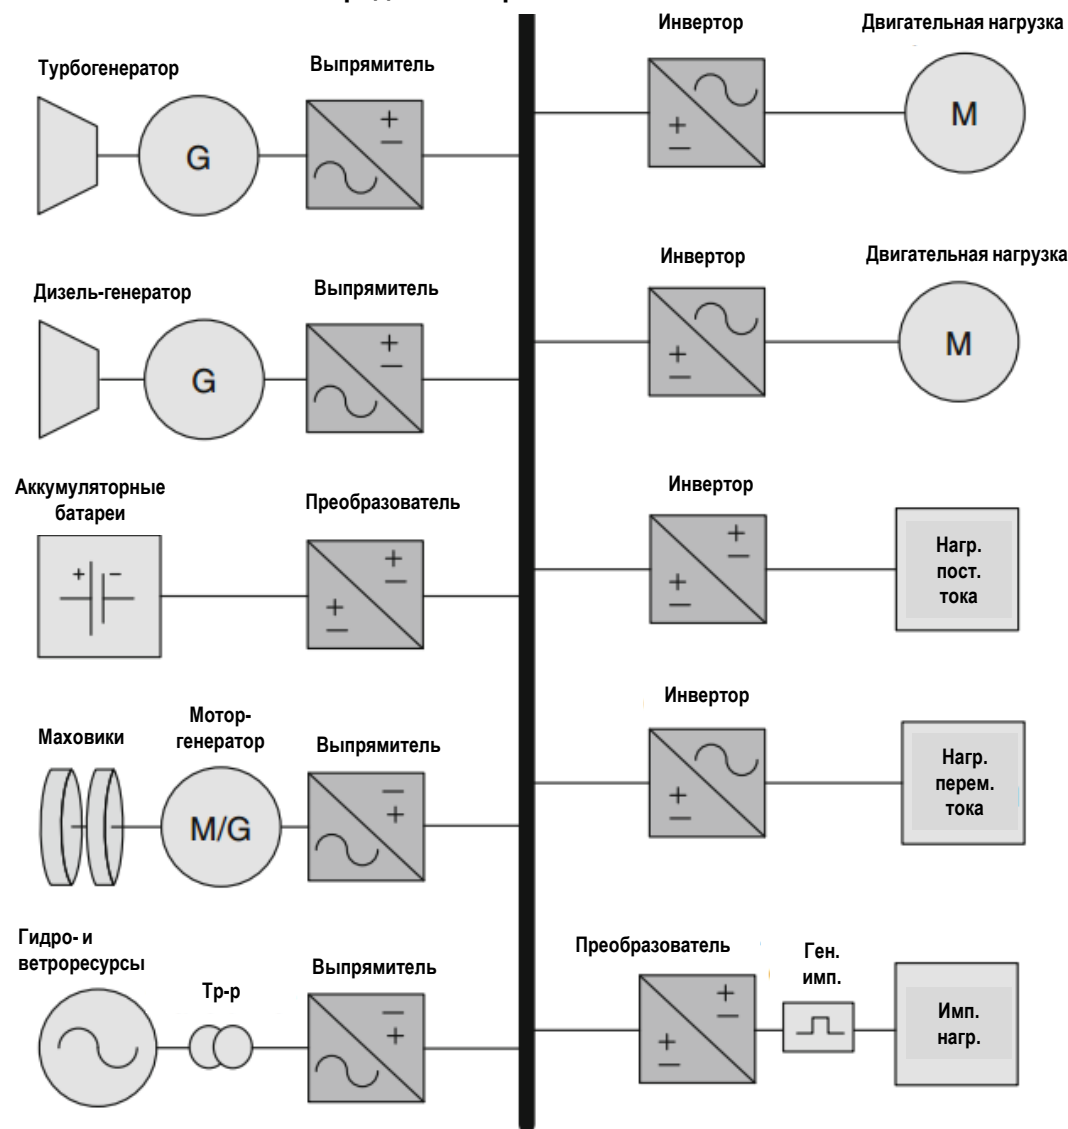 Инвертор
Двигательная нагрузка
Турбогенератор
Выпрямитель
G
+
−
+
−
M
Инвертор
Двигательная нагрузка
Дизель-генератор
Выпрямитель
G
+
−
+
−
M
Аккумуляторные
батареи
Преобразователь
+ −
+
−
+
−
Инвертор
+
−
+
−
Нагр.
пост.
тока
Маховики
Мотор-
генератор
Выпрямитель
M/G
−
+
Инвертор
+
−
Нагр.
перем.
тока
Гидро- и
ветроресурсы
Тр-р
Выпрямитель
−
+
Преобразователь
+
−
+
−
Ген.
имп.
Имп.
нагр.